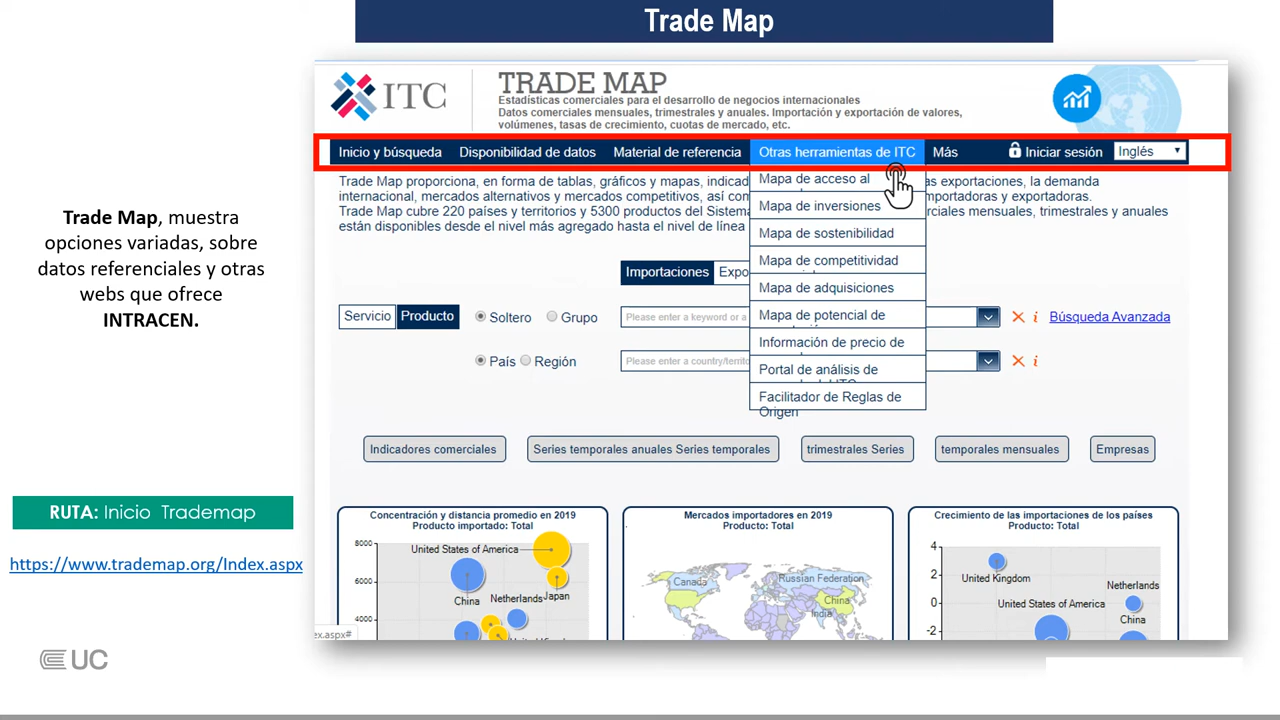 Trade Map
ITC
TRADE MAP
Estadísticas comerciales para el desarrollo de negocios internacionales
Datos comerciales mensuales, trimestrales y anuales. Importación y exportación de valores,
volúmenes, tasas de crecimiento, cuotas de mercado, etc.
Inicio y búsqueda Disponibilidad de datos Material de referencia Otras herramientas de ITC Más Iniciar sesión Inglés
Trade Map proporciona, en forma de tablas, gráficos y mapas, as exportaciones, la demanda
internacional, mercados alternativos y mercados competitivos, así mportadoras y exportadoras.
Trade Map cubre 220 países y territorios y 5300 productos del rciales mensuales, trimestrales y anuales
están disponibles desde el nivel más agregado hasta el nivel de línea
Mapa de acceso al
Mapa de inversiones
Mapa de sostenibilidad
Mapa de competitividad
Mapa de adquisiciones
Mapa de potencial de
Información de precio de
Portal de análisis de
Facilitador de Reglas de
Origen
Trade Map, muestra
opciones variadas, sobre
datos referenciales y otras
webs que ofrece
INTRACEN.
Importaciones Expo
Servicio Producto Soltero Grupo Please enter a keyword or a Búsqueda Avanzada
País Región Please enter a country/territo
Indicadores comerciales Series temporales anuales Series temporales trimestrales Series temporales mensuales Empresas
RUTA: Inicio Trademap
https://www.trademap.org/Index.aspx
Concentración y distancia promedio en 2019
Producto importado: Total
8000
6000
4000
United States of America
China
Netherlands
Japan
Mercados importadores en 2019
Producto: Total
Canada
Russian Federation
China
India
Crecimiento de las importaciones de los países
Producto: Total
4
2
0
-2
United Kingdom
Netherlands
United States of America
China
ex.aspx#
UC